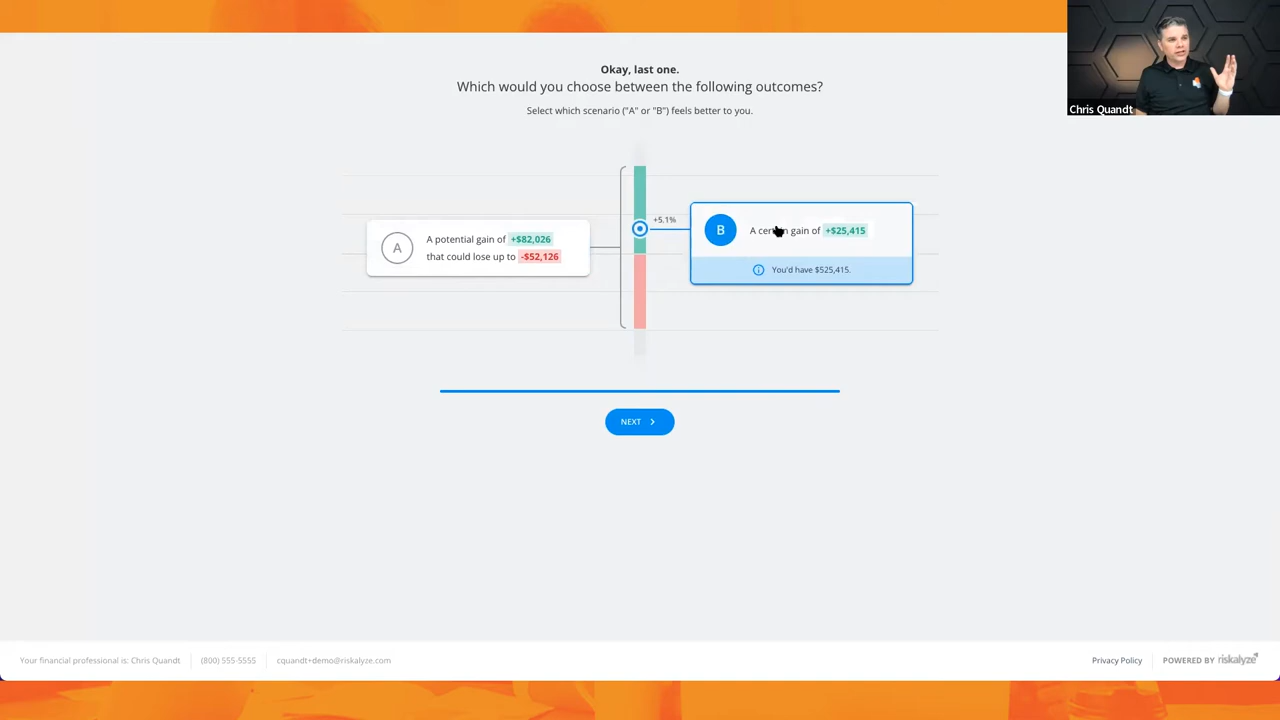 Okay, last one.
Which would you choose between the following outcomes?
Select which scenario ("A" or "B") feels better to you.
Chris Quandt
A
A potential gain of +$82,026
that could lose up to -$52,126
+5.1%
B
A certain gain of +$25,415
You'd have $525,415.
NEXT
Your financial professional is: Chris Quandt
(800) 555-5555
cquandt+demo@riskalyze.com
Privacy Policy
POWERED BY riskalyze